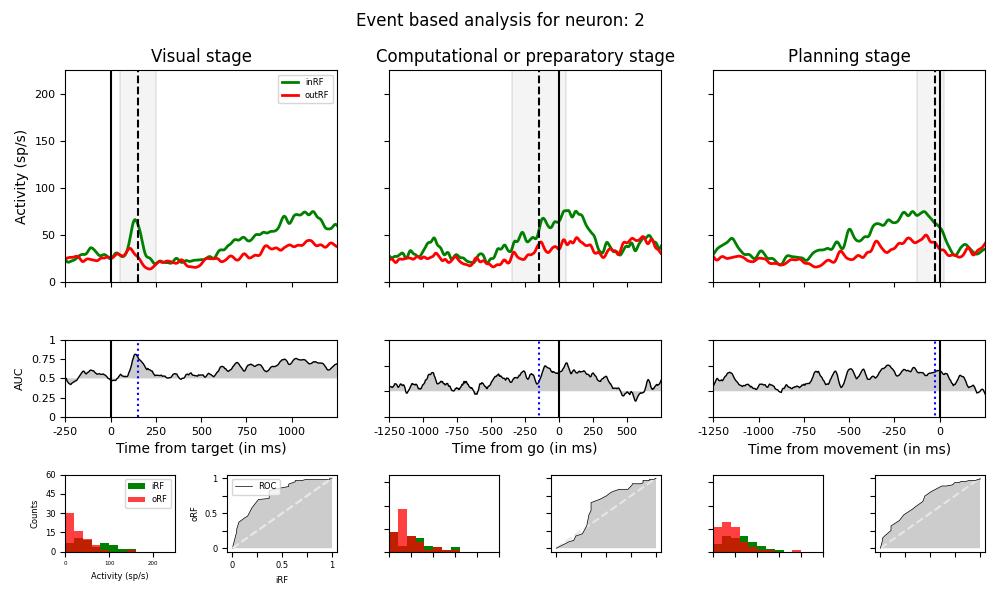 Event based analysis for neuron: 2
Visual stage
Computational or preparatory stage
Planning stage
Activity (sp/s)
200
150
100
50
0
inRF
outRF
AUC
1
0.75
0.5
0.25
0
-250 0 250 500 750 1000
-1250 -1000 -750 -500 -250 0 250 500
-1250 -1000 -750 -500 -250 0
Time from target (in ms)
Time from go (in ms)
Time from movement (in ms)
Counts
60
45
30
15
0
iRF
oRF
0 100 200
Activity (sp/s)
oRF
1
0.5
0
ROC
0 0.5 1
iRF